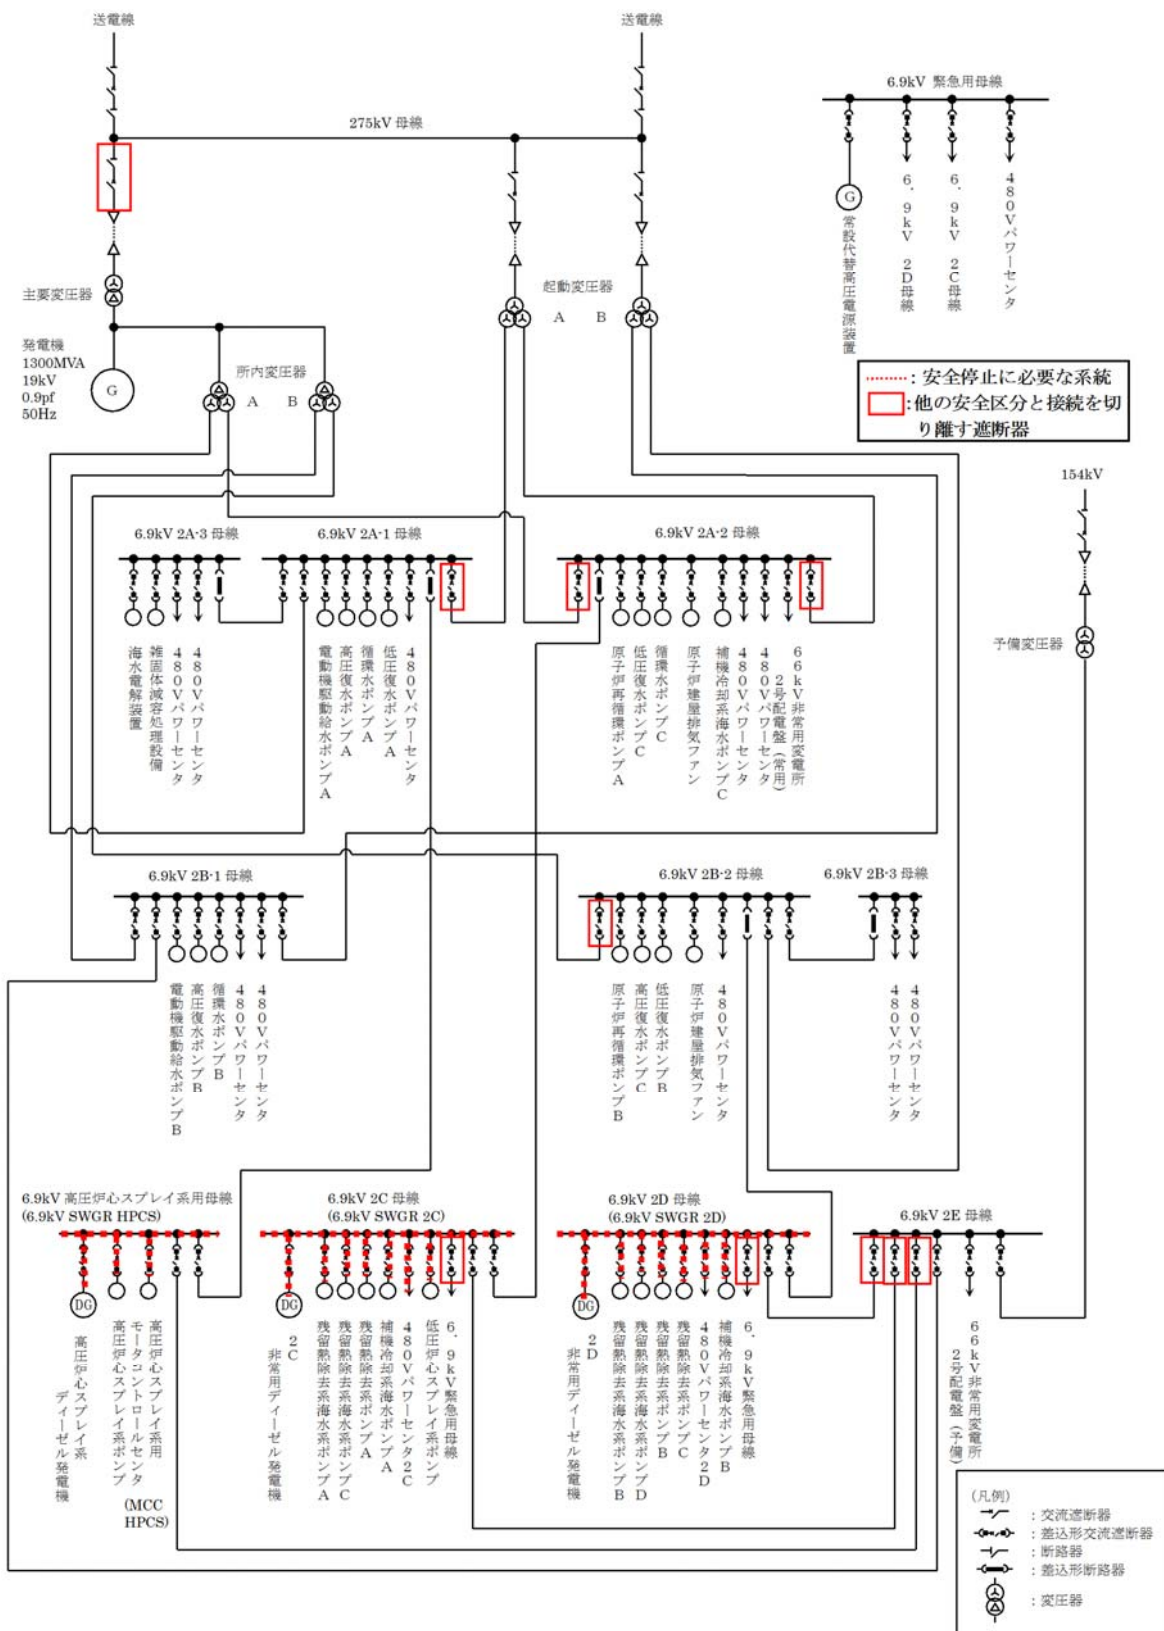 送電線
送電線
6.9kV 緊急用母線
275kV 母線
常設代替高圧電源装置
6.9kV 2D母線
6.9kV 2C母線
480Vパワーセンタ
G
主要変圧器
起動変圧器
A
B
発電機
1300MVA
19kV
0.9pf
50Hz
G
所内変圧器
A
B
:安全停止に必要な系統
:他の安全区分と接続を切
り離す遮断器
154kV
予備変圧器
6.9kV 2A-3 母線
海水電解装置
雑固体減容処理設備
480Vパワーセンタ
480Vパワーセンタ
6.9kV 2A-1 母線
電動機駆動給水ポンプA
高圧復水ポンプA
循環水ポンプA
低圧復水ポンプA
480Vパワーセンタ
6.9kV 2A-2 母線
原子炉再循環ポンプA
低圧復水ポンプC
循環水ポンプC
原子炉建屋排気ファン
補機冷却系海水ポンプC
480Vパワーセンタ
480Vパワーセンタ
66kV非常用変電所
2号配電盤(常用)
6.9kV 2B-1 母線
電動機駆動給水ポンプB
高圧復水ポンプB
循環水ポンプB
480Vパワーセンタ
480Vパワーセンタ
6.9kV 2B-2 母線
原子炉再循環ポンプB
高圧復水ポンプC
低圧復水ポンプB
原子炉建屋排気ファン
480Vパワーセンタ
6.9kV 2B-3 母線
480Vパワーセンタ
480Vパワーセンタ
6.9kV 高圧炉心スプレイ系用母線
(6.9kV SWGR HPCS)
DG
高圧炉心スプレイ系
ディーゼル発電機
高圧炉心スプレイ系ポンプ
高圧炉心スプレイ系用
モータコントロールセンタ
(MCC
HPCS)
6.9kV 2C 母線
(6.9kV SWGR 2C)
DG
2C
非常用ディーゼル発電機
残留熱除去系海水系ポンプA
残留熱除去系海水系ポンプC
残留熱除去系ポンプA
補機冷却系海水ポンプA
480Vパワーセンタ2C
低圧炉心スプレイ系ポンプ
6.9kV緊急用母線
6.9kV 2D 母線
(6.9kV SWGR 2D)
DG
2D
非常用ディーゼル発電機
残留熱除去系海水系ポンプB
残留熱除去系海水系ポンプD
残留熱除去系ポンプB
残留熱除去系ポンプC
480Vパワーセンタ2D
補機冷却系海水ポンプB
6.9kV緊急用母線
6.9kV 2E 母線
66kV非常用変電所
2号配電盤(予備)
(凡例)
:交流遮断器
:差込形交流遮断器
:断路器
:差込形断路器
:変圧器